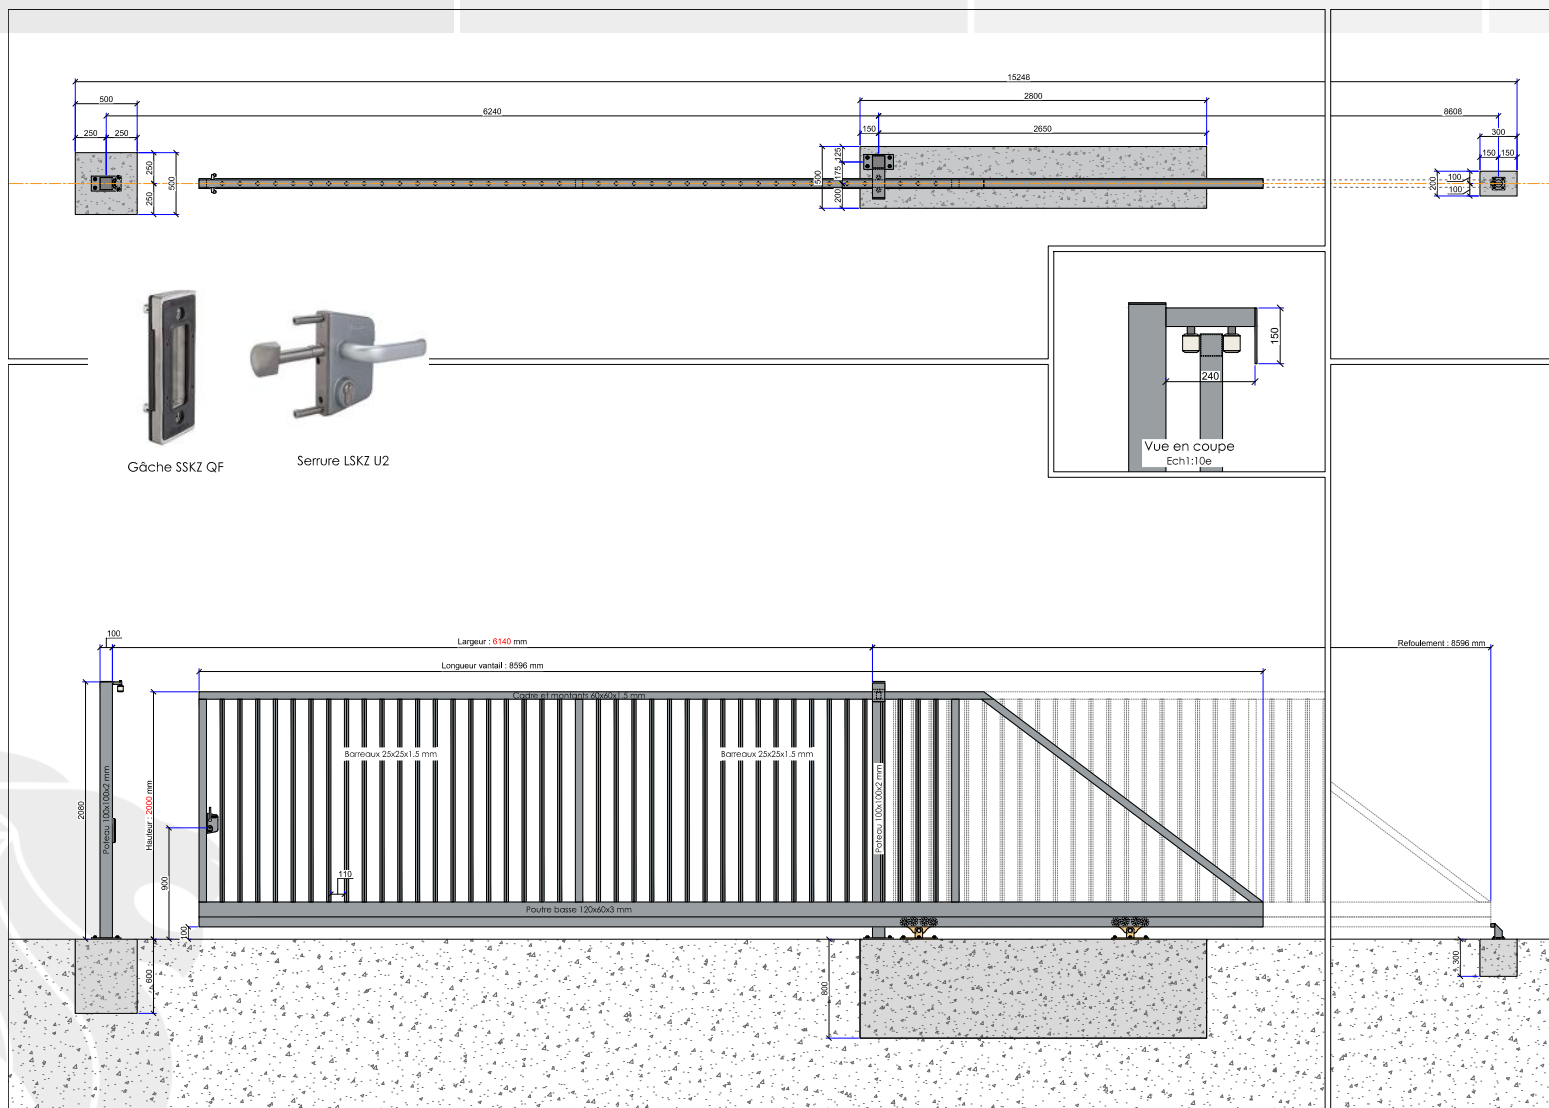 15248
500
2800
6240
8608
250
250
150
2650
300
150
150
250
250
500
125
175
200
500
200
100
100
150
240
Vue en coupe
Ech1:10e
Gâche SSKZ QF
Serrure LSKZ U2
100
Largeur : 6140 mm
Refoulement : 8596 mm
Longueur vantail : 8596 mm
Cadre et montants 60x60x1.5 mm
Barreaux 25x25x1.5 mm
Barreaux 25x25x1.5 mm
Poteau 100x100x2 mm
Poteau 100x100x2 mm
2080
Hauteur : 2000 mm
900
110
Poutre basse 120x60x3 mm
100
600
800
300